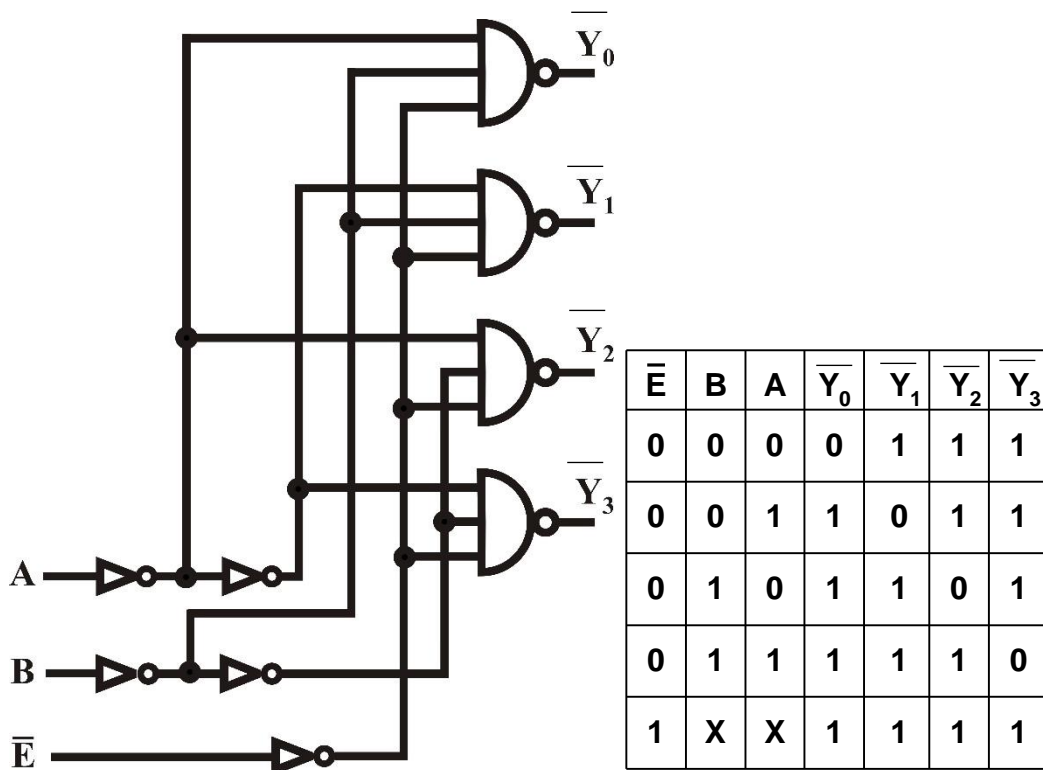 Y̅₀
Y̅₁
Y̅₂
Y̅₃
A
B
E̅
E̅ B A Y̅₀ Y̅₁ Y̅₂ Y̅₃
0 0 0 0 1 1 1
0 0 1 1 0 1 1
0 1 0 1 1 0 1
0 1 1 1 1 1 0
1 X X 1 1 1 1